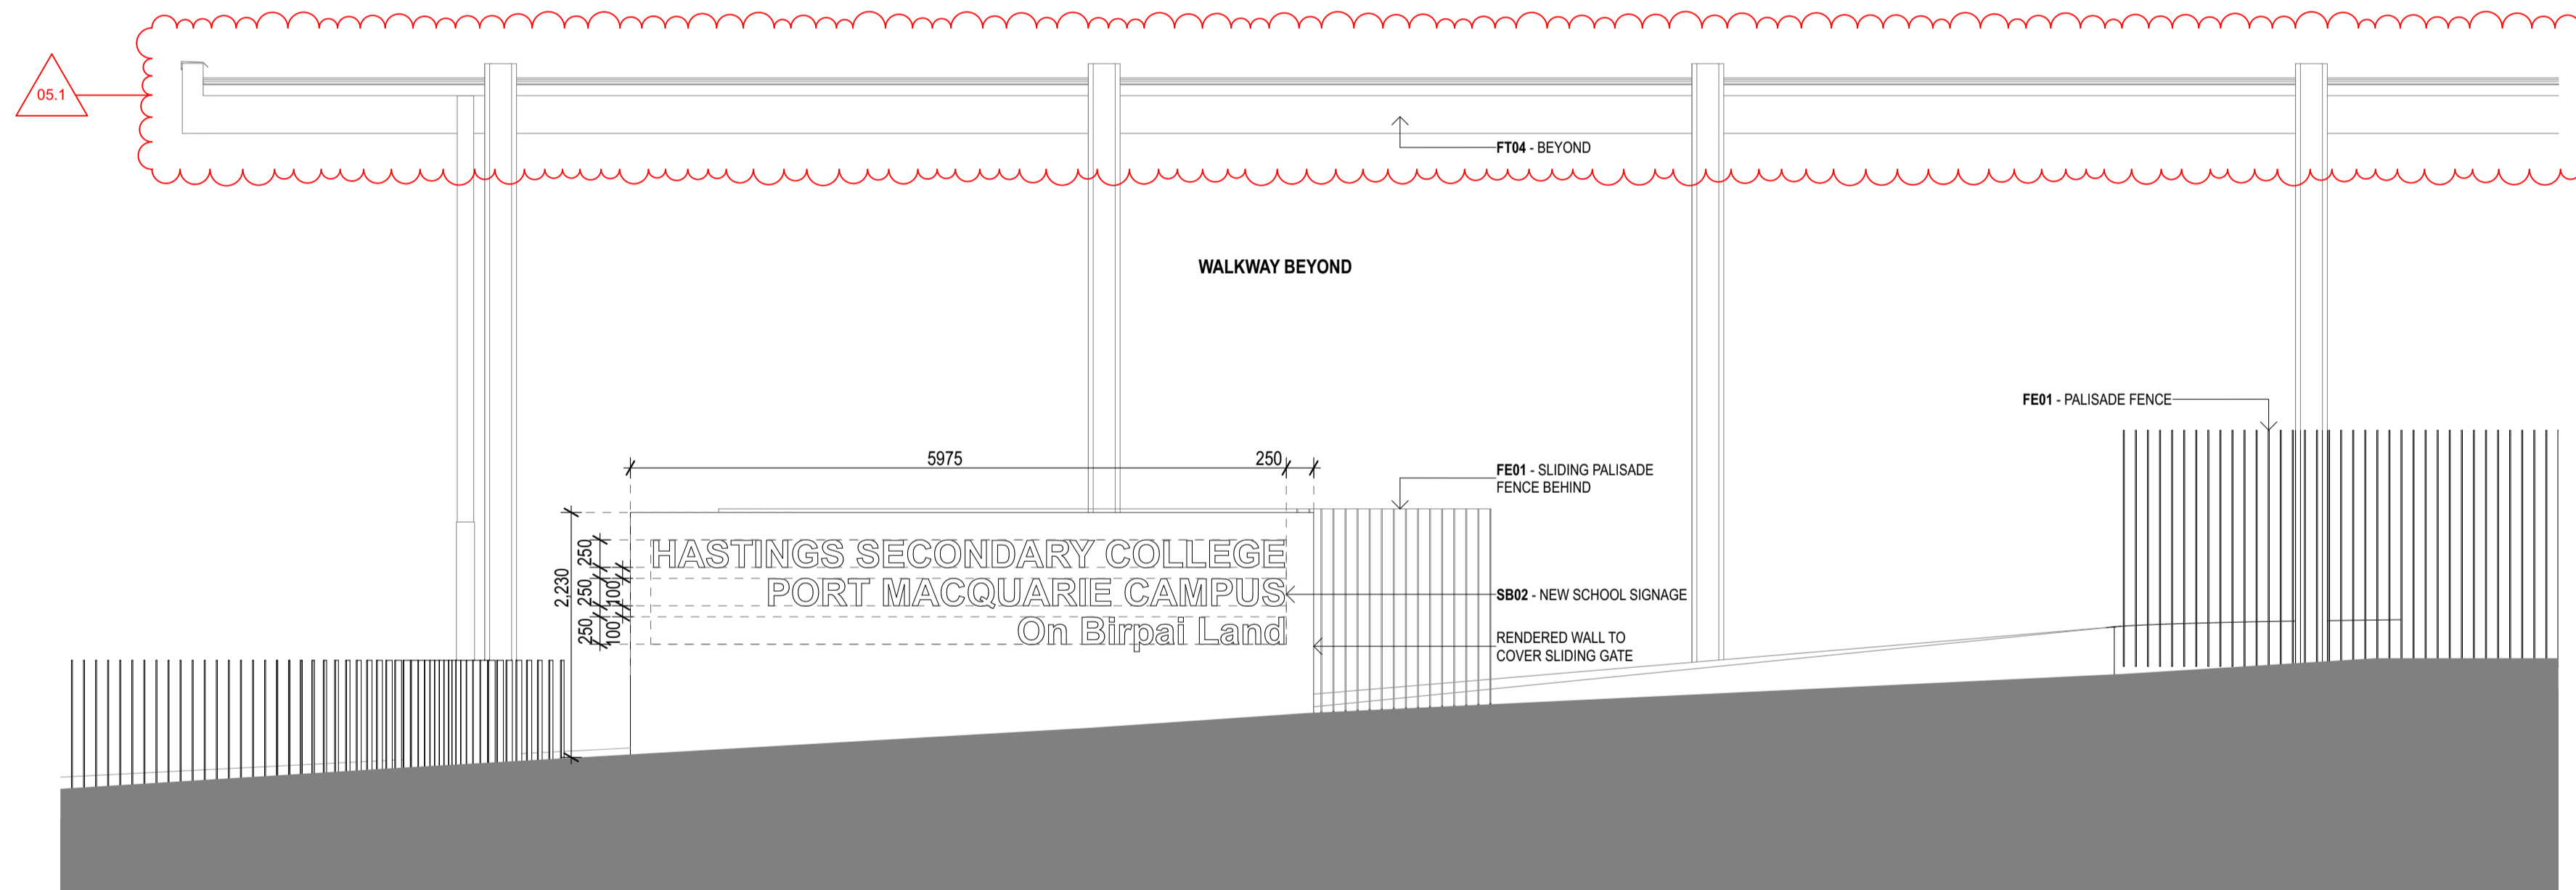 05.1
FT04 - BEYOND
WALKWAY BEYOND
FE01 - PALISADE FENCE
5975
250
FE01 - SLIDING PALISADE
FENCE BEHIND
2,230
250
250
250
100
100
HASTINGS SECONDARY COLLEGE
PORT MACQUARIE CAMPUS
On Birpai Land
SB02 - NEW SCHOOL SIGNAGE
RENDERED WALL TO
COVER SLIDING GATE